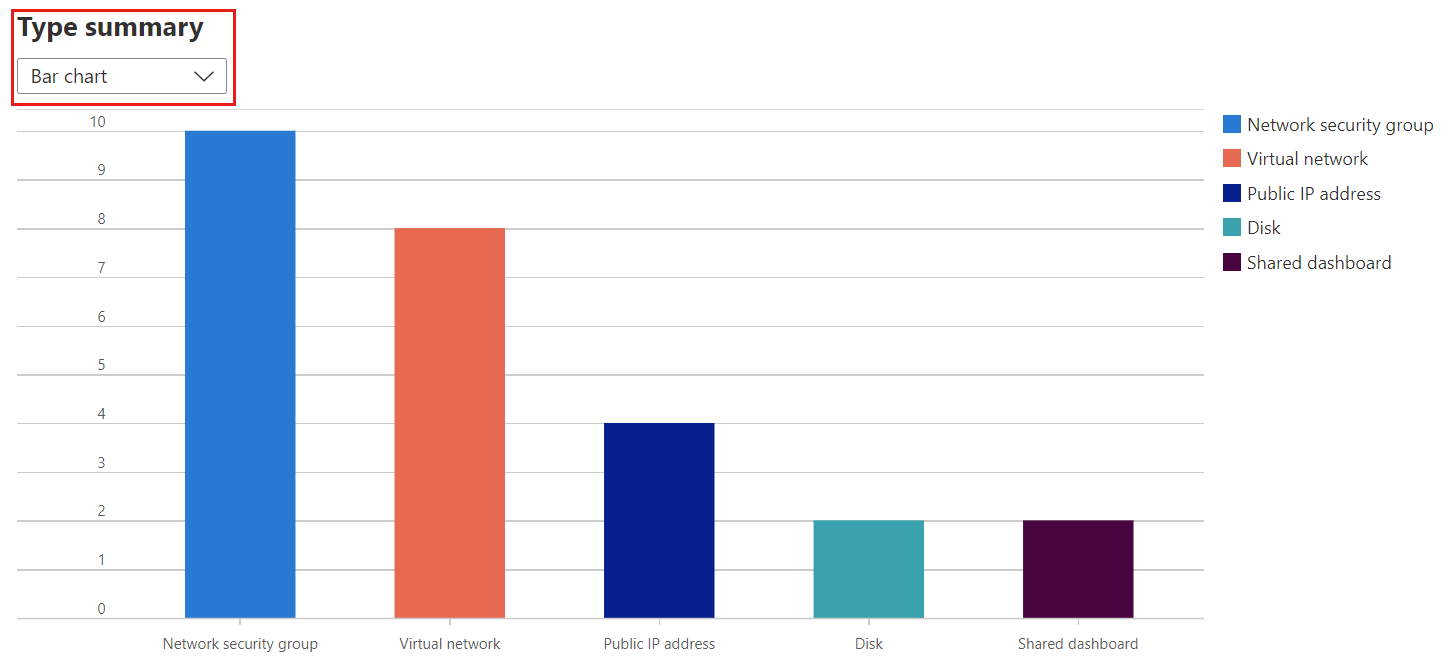 Type summary
Bar chart
10
9
8
7
6
5
4
3
2
1
0
Network security group
Virtual network
Public IP address
Disk
Shared dashboard
Network security group
Virtual network
Public IP address
Disk
Shared dashboard